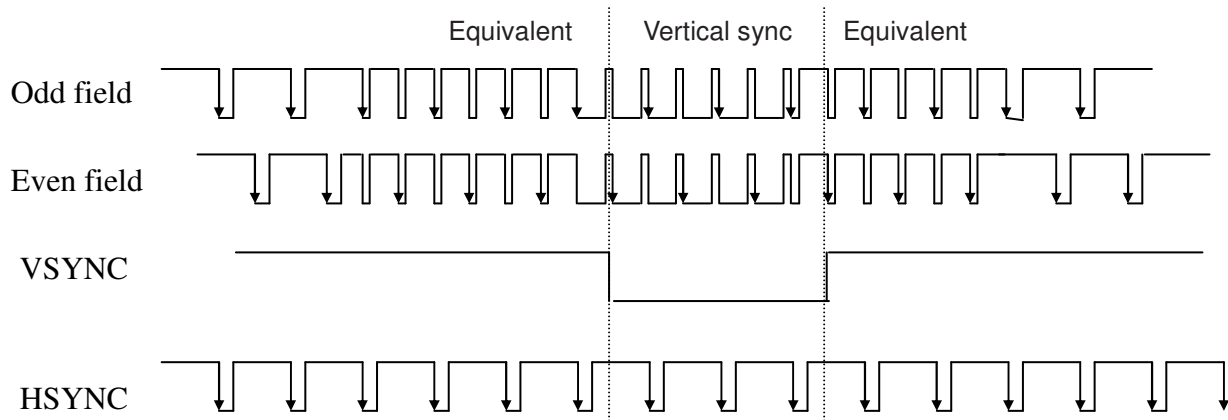 Equivalent Vertical sync Equivalent
Odd field
Even field
VSYNC
HSYNC